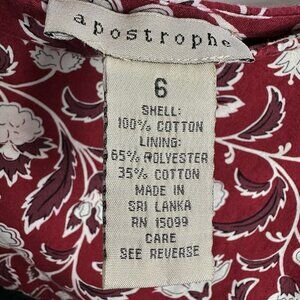 apostrophe
6
SHELL:
100% COTTON
LINING:
65% POLYESTER
35% COTTON
MADE IN
SRI LANKA
RN 15099
CARE
SEE REVERSE